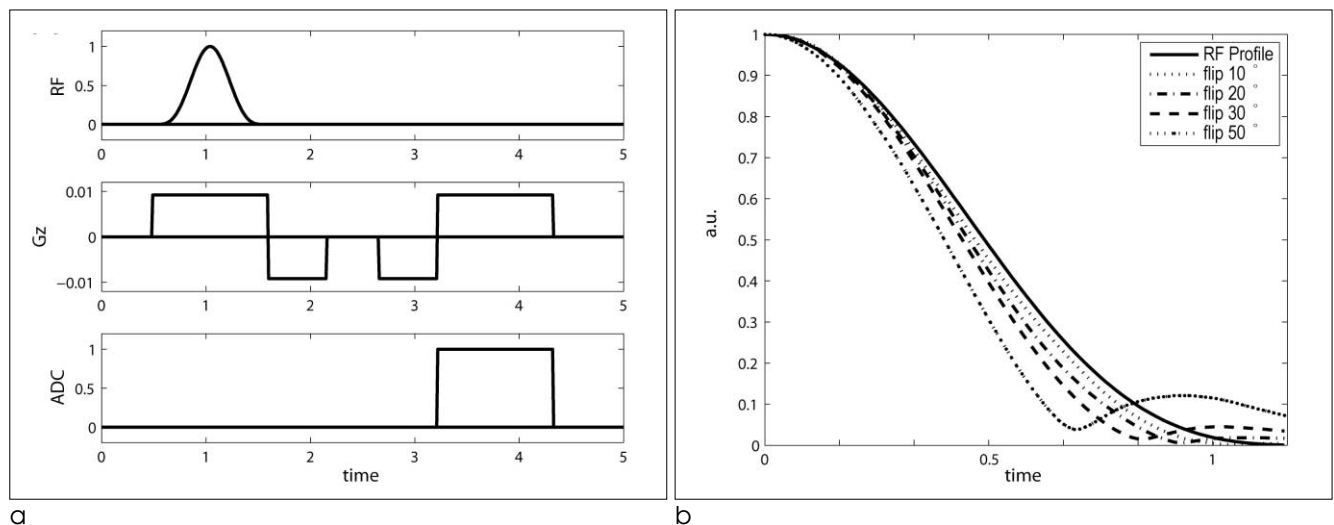 1
0.5
0
RF
0 1 2 3 4 5
0.01
0
−0.01
Gz
0 1 2 3 4 5
1
0.5
0
ADC
0 1 2 3 4 5
time
a
1
0.9
0.8
0.7
0.6
0.5
0.4
0.3
0.2
0.1
0
a.u.
RF Profile
flip 10 °
flip 20 °
flip 30 °
flip 50 °
0 0.5 1
time
b